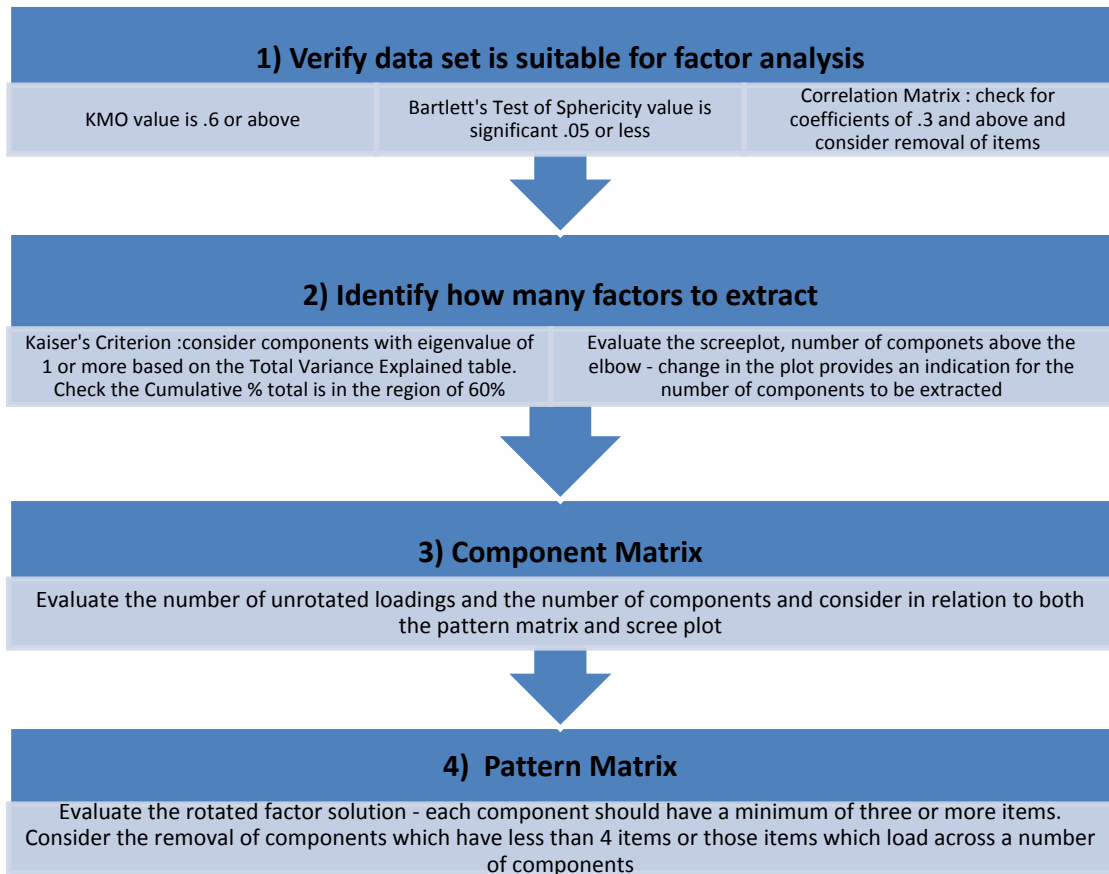 1) Verify data set is suitable for factor analysis
KMO value is .6 or above
Bartlett's Test of Sphericity value is
significant .05 or less
Correlation Matrix : check for
coefficients of .3 and above and
consider removal of items
2) Identify how many factors to extract
Kaiser's Criterion :consider components with eigenvalue of
1 or more based on the Total Variance Explained table.
Check the Cumulative % total is in the region of 60%
Evaluate the screeplot, number of componets above the
elbow - change in the plot provides an indication for the
number of components to be extracted
3) Component Matrix
Evaluate the number of unrotated loadings and the number of components and consider in relation to both
the pattern matrix and scree plot
4) Pattern Matrix
Evaluate the rotated factor solution - each component should have a minimum of three or more items.
Consider the removal of components which have less than 4 items or those items which load across a number
of components